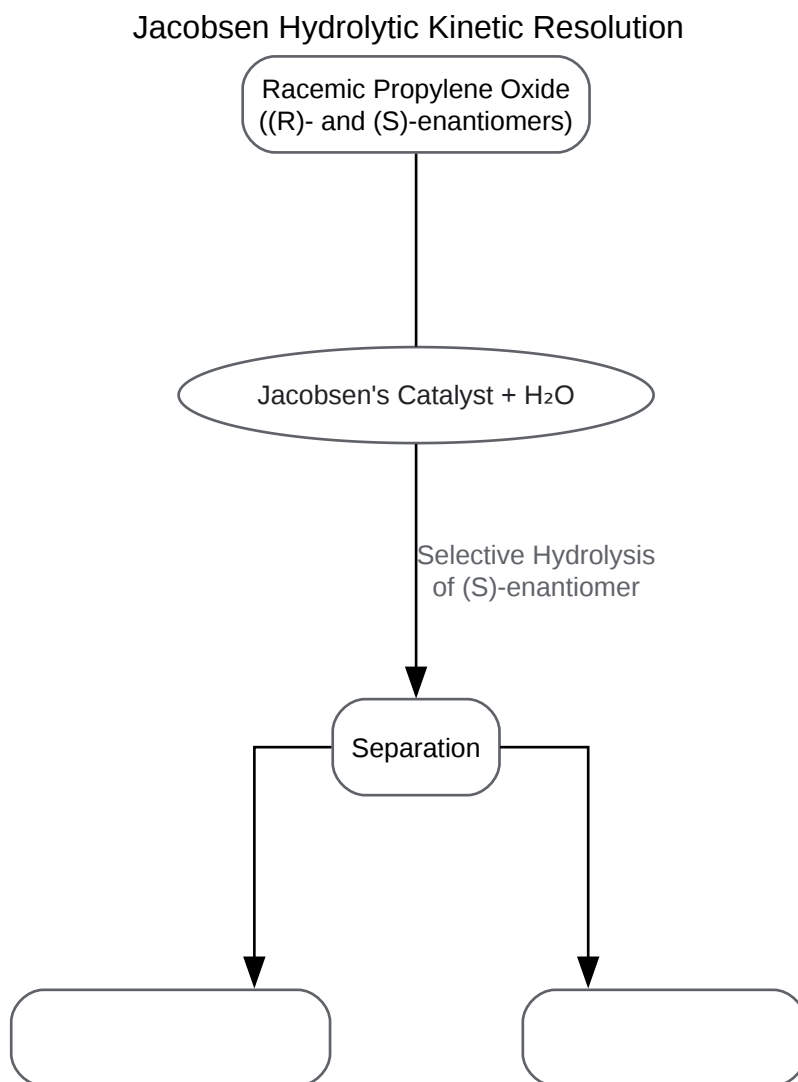 Jacobsen Hydrolytic Kinetic Resolution
Racemic Propylene Oxide
((R)- and (S)-enantiomers)
Jacobsen's Catalyst + H₂O
Selective Hydrolysis
of (S)-enantiomer
Separation